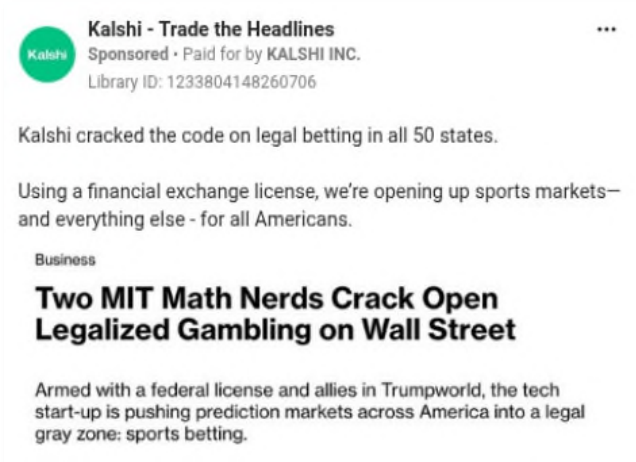 Kalshi - Trade the Headlines
Kalshi
Sponsored · Paid for by KALSHI INC.
Library ID: 1233804148260706
Kalshi cracked the code on legal betting in all 50 states.
Using a financial exchange license, we're opening up sports markets—
and everything else - for all Americans.
Business
Two MIT Math Nerds Crack Open
Legalized Gambling on Wall Street
Armed with a federal license and allies in Trumpworld, the tech
start-up is pushing prediction markets across America into a legal
gray zone: sports betting.